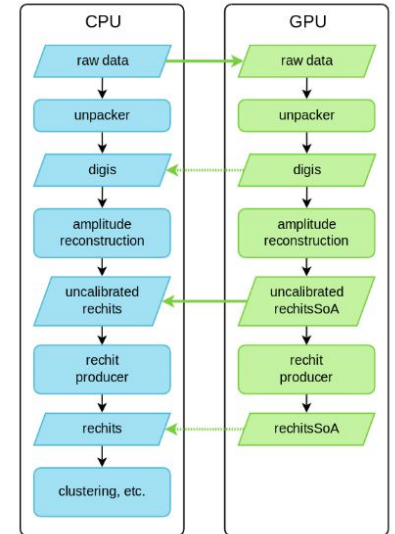 CPU
GPU
raw data
raw data
unpacker
unpacker
digis
digis
amplitude
reconstruction
amplitude
reconstruction
uncalibrated
rechits
uncalibrated
rechitsSoA
rechit
producer
rechit
producer
rechits
rechitsSoA
clustering, etc.